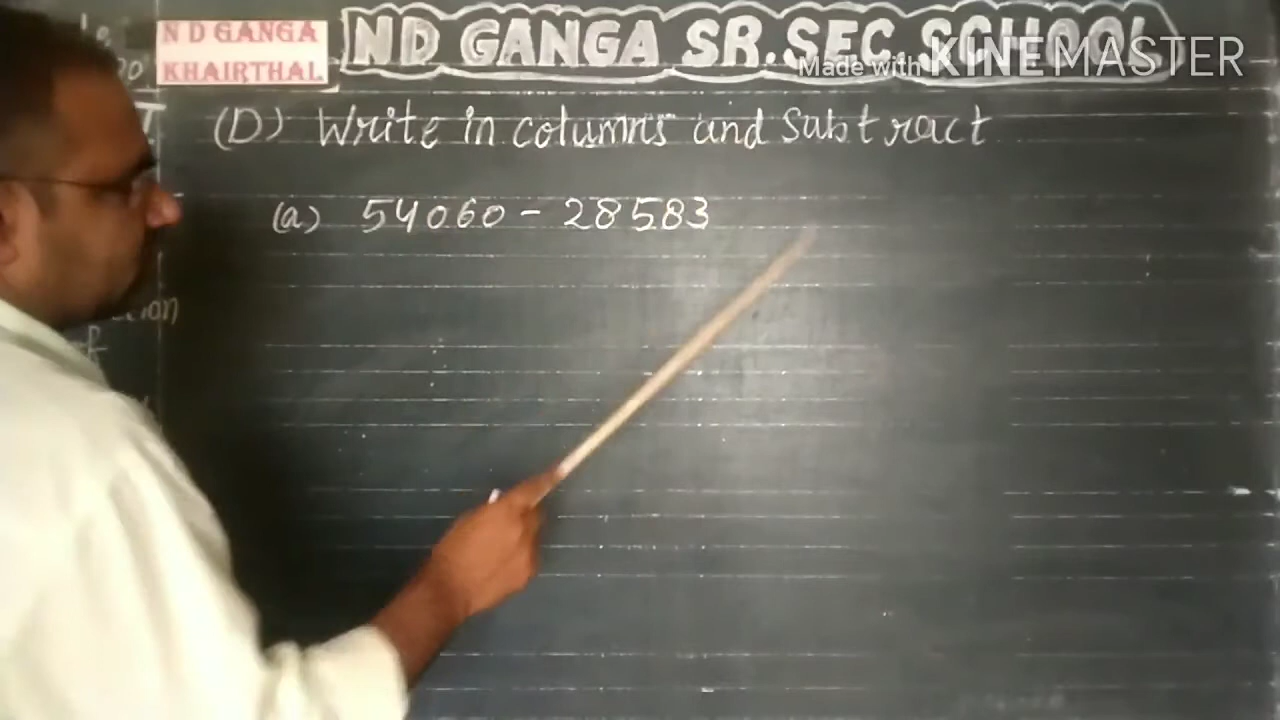 N D GANGA
KHAIRTHAL
ND GANGA SR.SEC. SCHOOL
Made with KINEMASTER
(D) Write in columns and Subtract
(a) 54060 - 28583